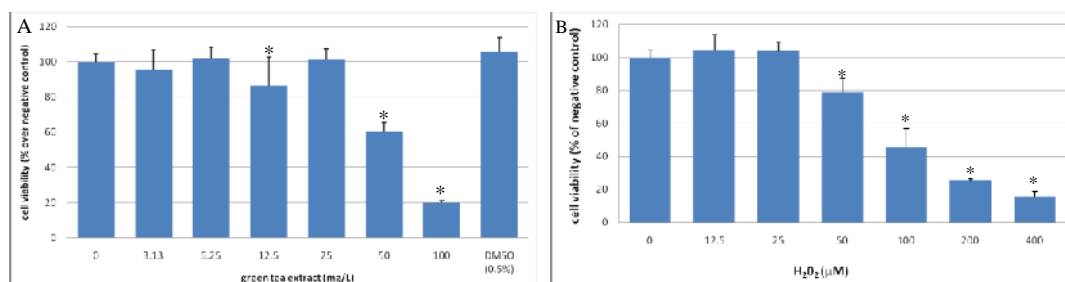 A
cell viobility (% over negative control)
120
100
80
60
40
20
0
* * *
0 3.13 6.25 12.5 25 50 100 DMSO (0.5%)
green tea extract (mg/L)
B
cell viability (% of negative control)
120
100
80
60
40
20
0
* * * *
0 12.5 25 50 100 200 400
H₂O₂ (µM)